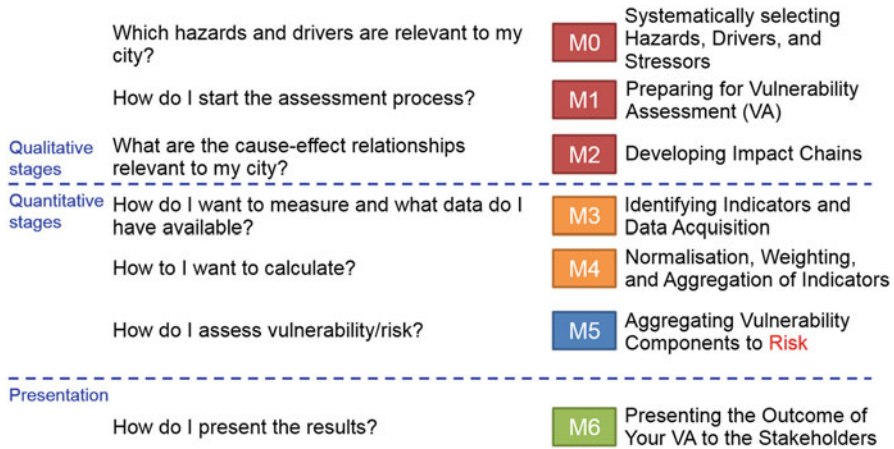 Which hazards and drivers are relevant to my
city?
M0
Systematically selecting
Hazards, Drivers, and
Stressors
How do I start the assessment process?
M1
Preparing for Vulnerability
Assessment (VA)
Qualitative
stages
What are the cause-effect relationships
relevant to my city?
M2
Developing Impact Chains
Quantitative
stages
How do I want to measure and what data do I
have available?
M3
Identifying Indicators and
Data Acquisition
How to I want to calculate?
M4
Normalisation, Weighting,
and Aggregation of Indicators
How do I assess vulnerability/risk?
M5
Aggregating Vulnerability
Components to Risk
Presentation
How do I present the results?
M6
Presenting the Outcome of
Your VA to the Stakeholders